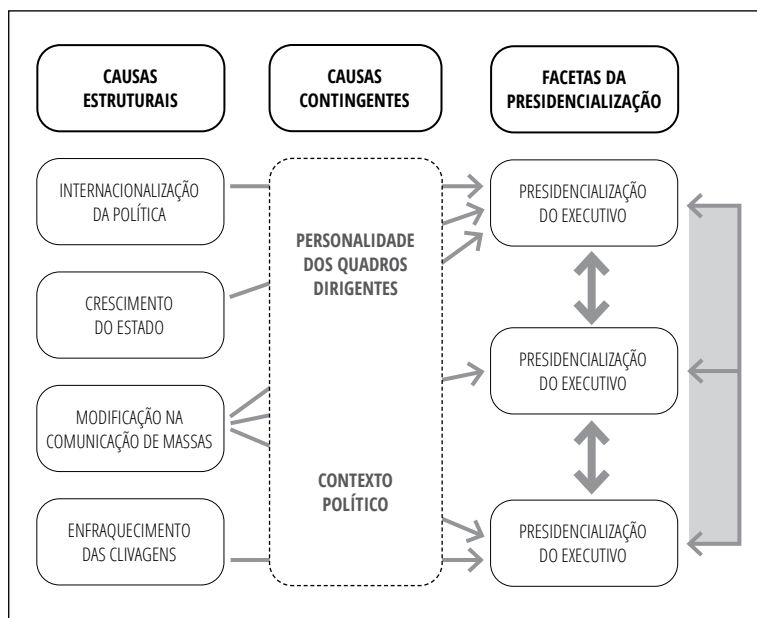 CAUSAS
ESTRUTURAIS
CAUSAS
CONTINGENTES
FACETAS DA
PRESIDENCIALIZAÇÃO
INTERNACIONALIZAÇÃO
DA POLÍTICA
CRESCIMENTO
DO ESTADO
MODIFICAÇÃO NA
COMUNICAÇÃO DE MASSAS
ENFRAQUECIMENTO
DAS CLIVAGENS
PERSONALIDADE
DOS QUADROS
DIRIGENTES
CONTEXTO
POLÍTICO
PRESIDENCIALIZAÇÃO
DO EXECUTIVO
PRESIDENCIALIZAÇÃO
DO EXECUTIVO
PRESIDENCIALIZAÇÃO
DO EXECUTIVO